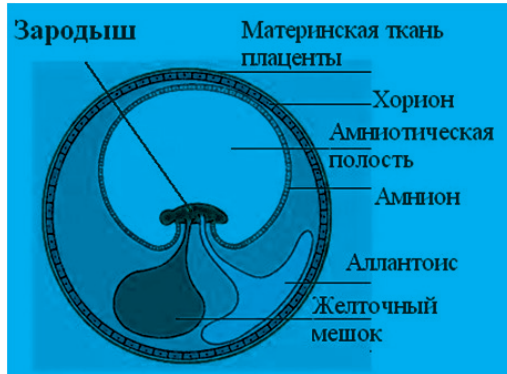 Зародыш
Материнская ткань
плаценты
Хорион
Амниотическая
полость
Амнион
Аллантоис
Желточный
мешок